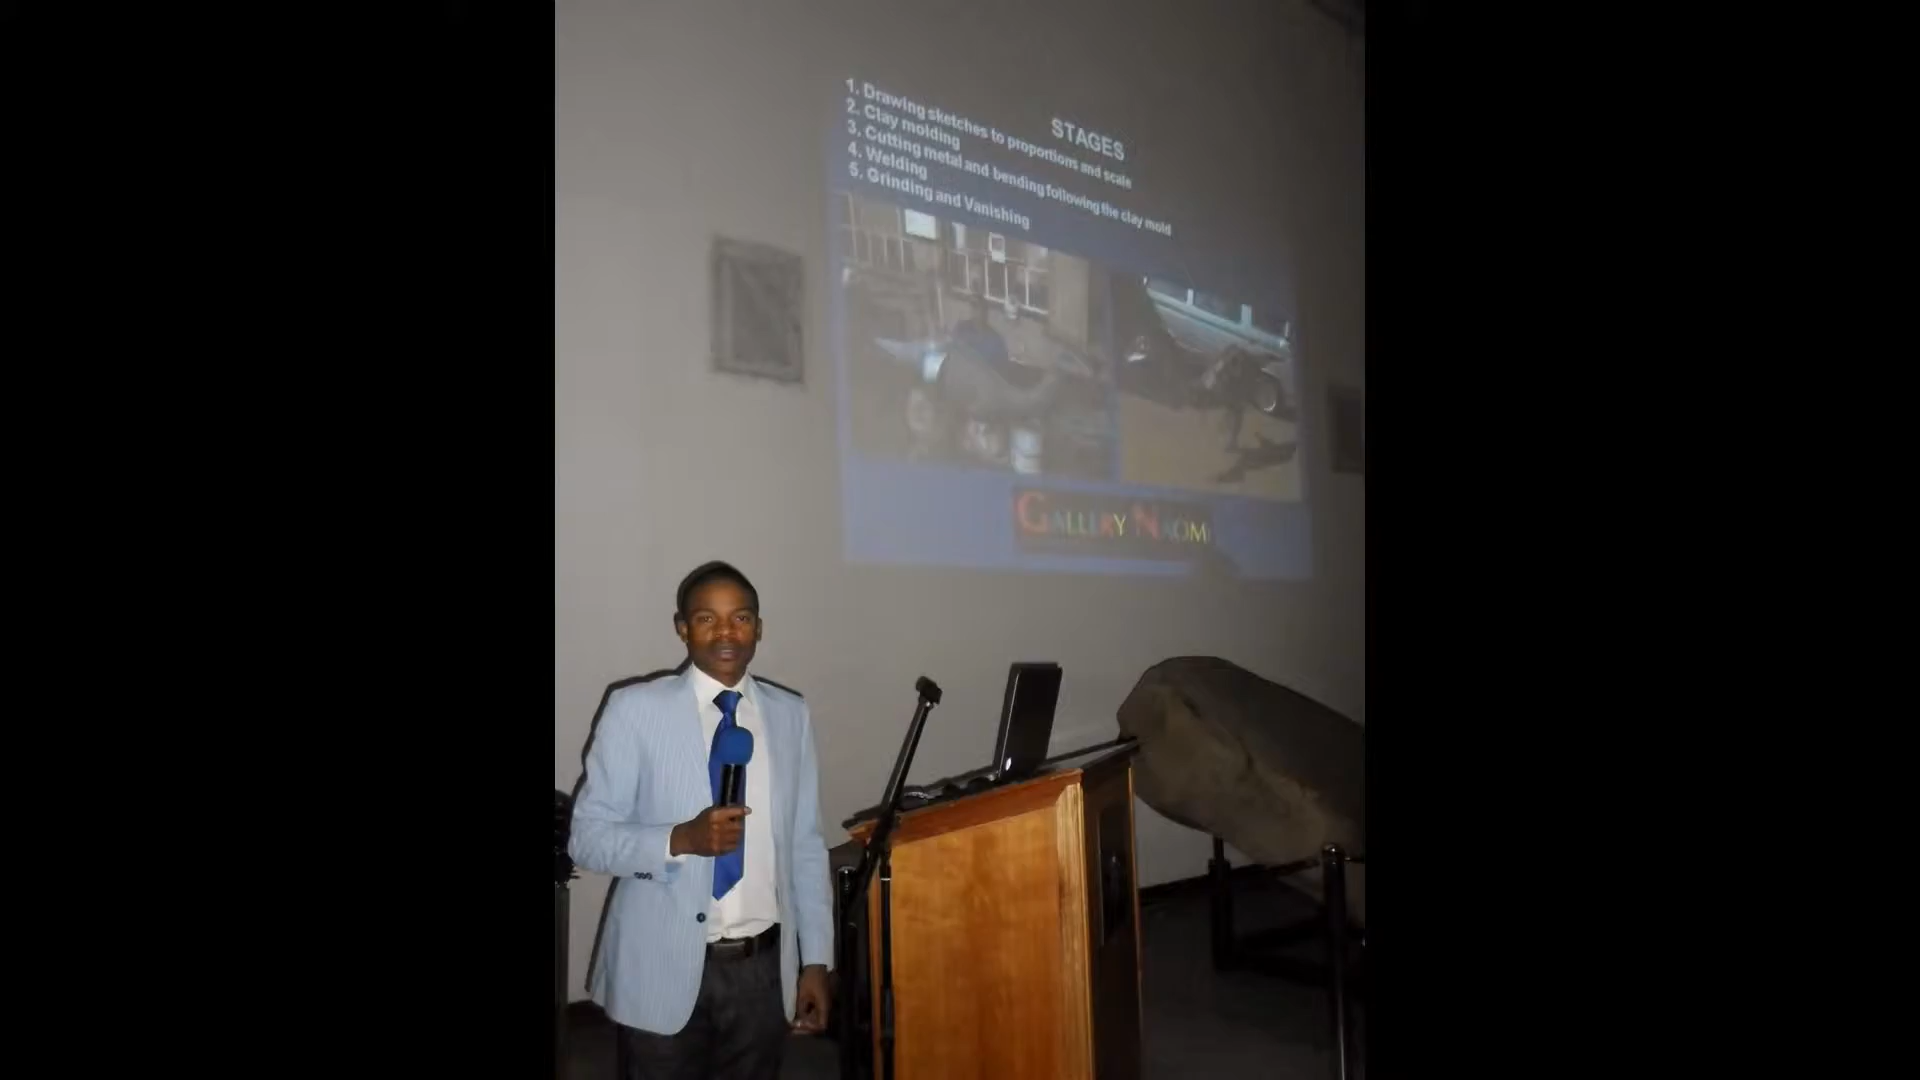 STAGES
1. Drawing sketches to proportions and scale
2. Clay molding
3. Cutting metal and bending following the clay mold
4. Welding
5. Grinding and Vanishing
GALLERY NAOMI